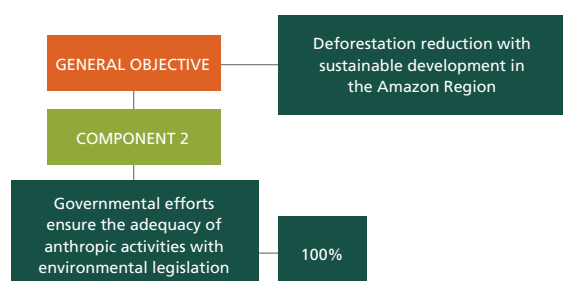 GENERAL OBJECTIVE
Deforestation reduction with
sustainable development in
the Amazon Region
COMPONENT 2
Governmental efforts
ensure the adequacy of
anthropic activities with
environmental legislation
100%